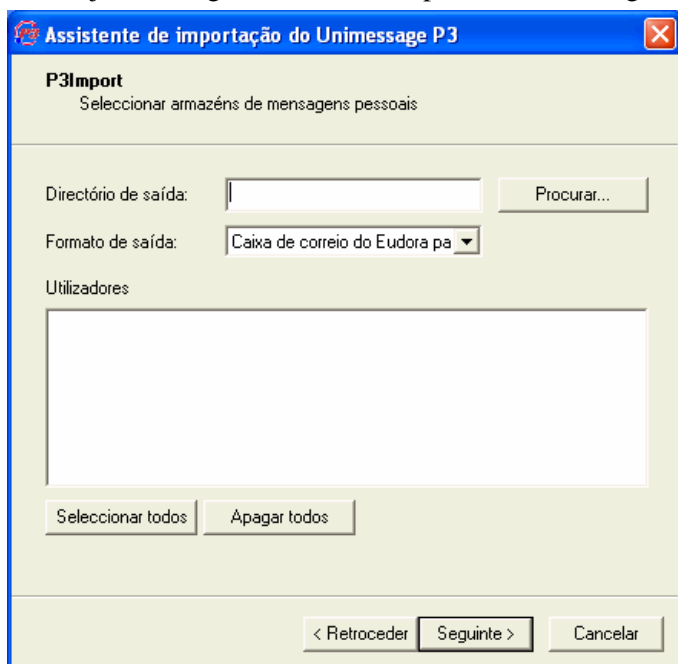 Assistente de importação do Unimessage P3
P3Import
Seleccionar armazéns de mensagens pessoais
Directório de saída:
Procurar...
Formato de saída:
Caixa de correio do Eudora pa
Utilizadores
Seleccionar todos
Apagar todos
< Retroceder
Seguinte >
Cancelar